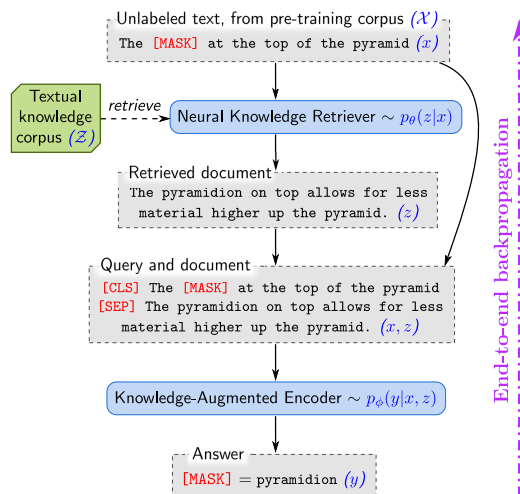 Unlabeled text, from pre-training corpus (𝒳)
The [MASK] at the top of the pyramid (x)
Textual
knowledge
corpus (𝒵)
retrieve
Neural Knowledge Retriever ∼ pθ(z|x)
Retrieved document
The pyramidion on top allows for less
material higher up the pyramid. (z)
Query and document
[CLS] The [MASK] at the top of the pyramid
[SEP] The pyramidion on top allows for less
material higher up the pyramid. (x, z)
Knowledge-Augmented Encoder ∼ pϕ(y|x, z)
Answer
[MASK] = pyramidion (y)
End-to-end backpropagation